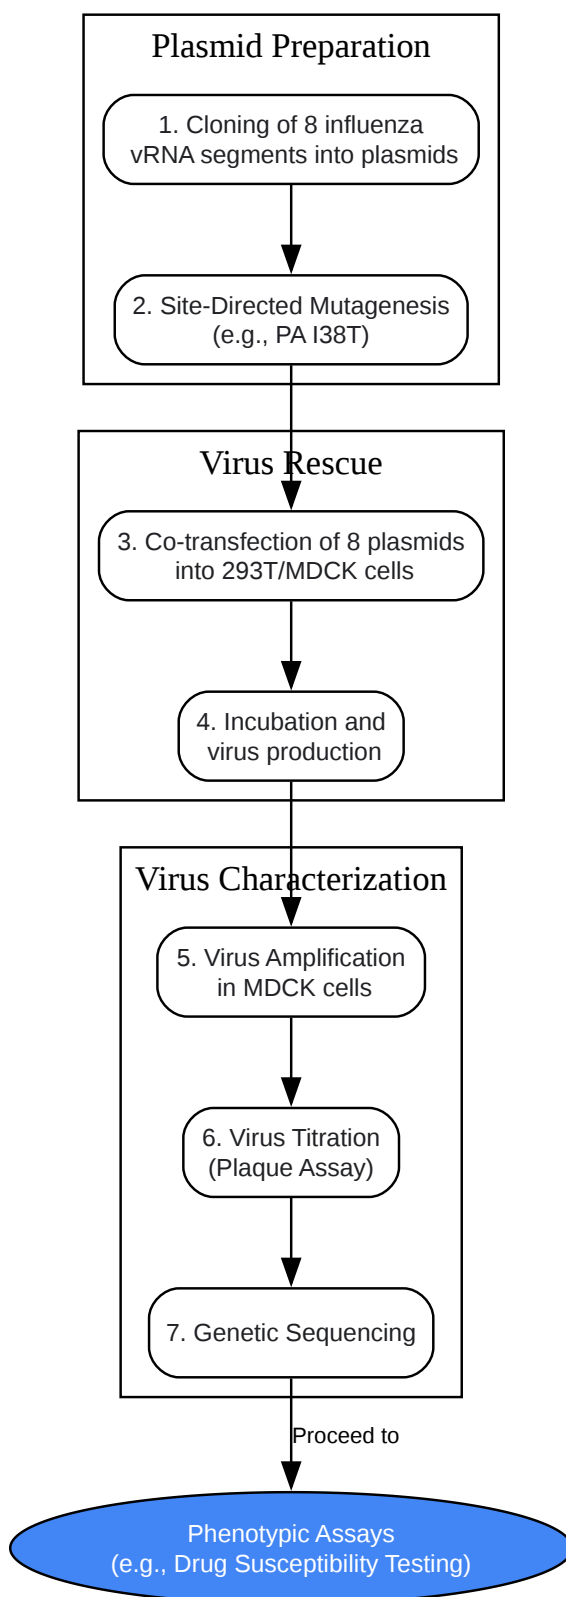 Plasmid Preparation
1. Cloning of 8 influenza
vRNA segments into plasmids
2. Site-Directed Mutagenesis
(e.g., PA I38T)
Virus Rescue
3. Co-transfection of 8 plasmids
into 293T/MDCK cells
4. Incubation and
virus production
Virus Characterization
5. Virus Amplification
in MDCK cells
6. Virus Titration
(Plaque Assay)
7. Genetic Sequencing
Proceed to
Phenotypic Assays
(e.g., Drug Susceptibility Testing)